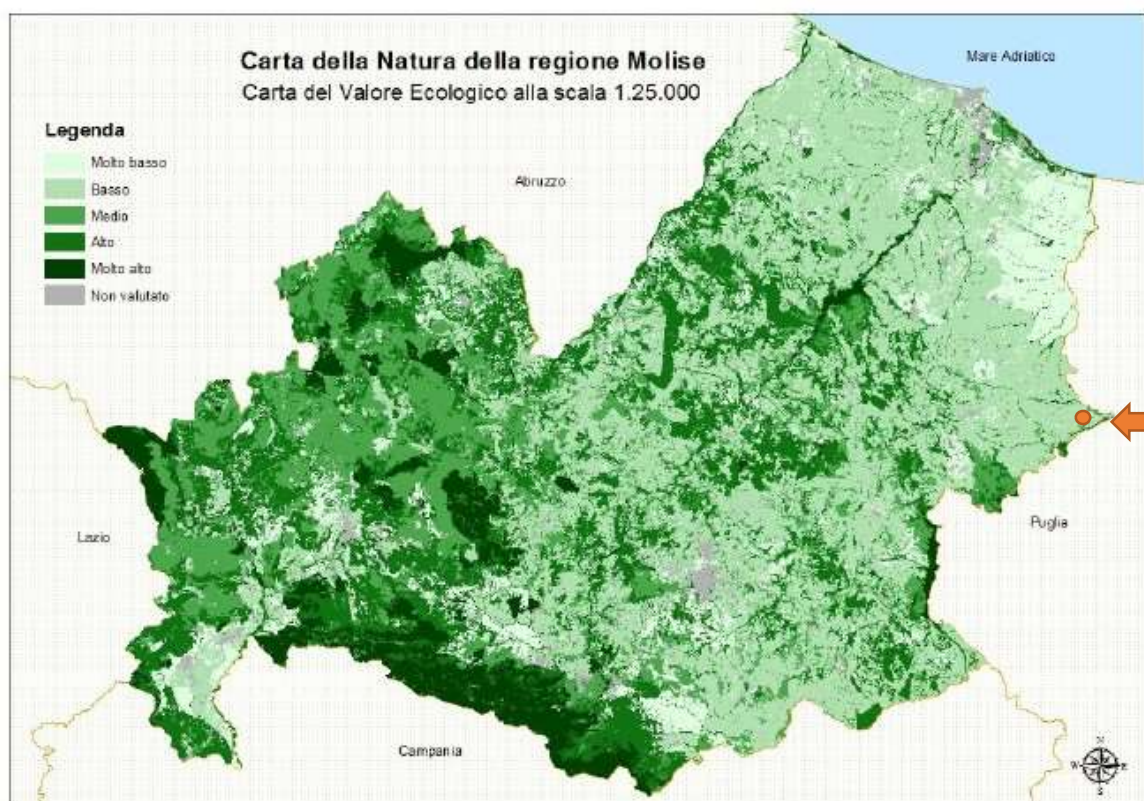 Carta della Natura della regione Molise
Carta del Valore Ecologico alla scala 1:25.000
Mare Adriatico
Legenda
Molto basso
Basso
Medio
Alto
Molto alto
Non valutato
Abruzzo
Lazio
Puglia
Campania
N
W E
S